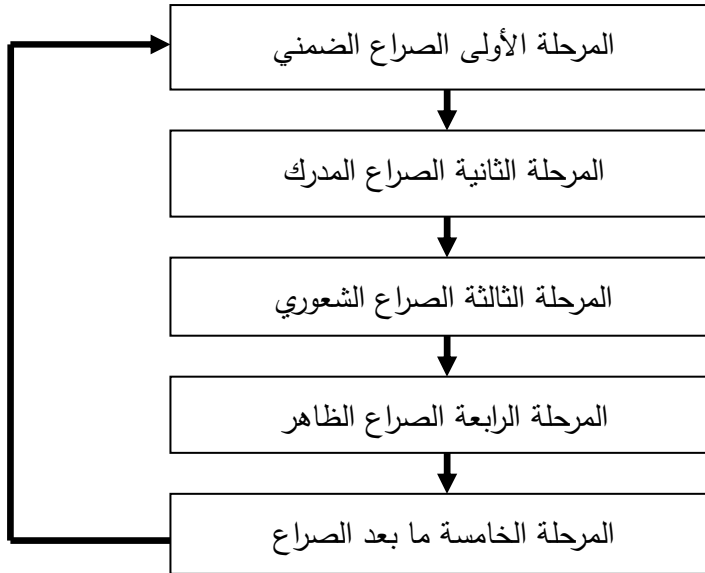 المرحلة الأولى الصراع الضمني
المرحلة الثانية الصراع المدرك
المرحلة الثالثة الصراع الشعوري
المرحلة الرابعة الصراع الظاهر
المرحلة الخامسة ما بعد الصراع